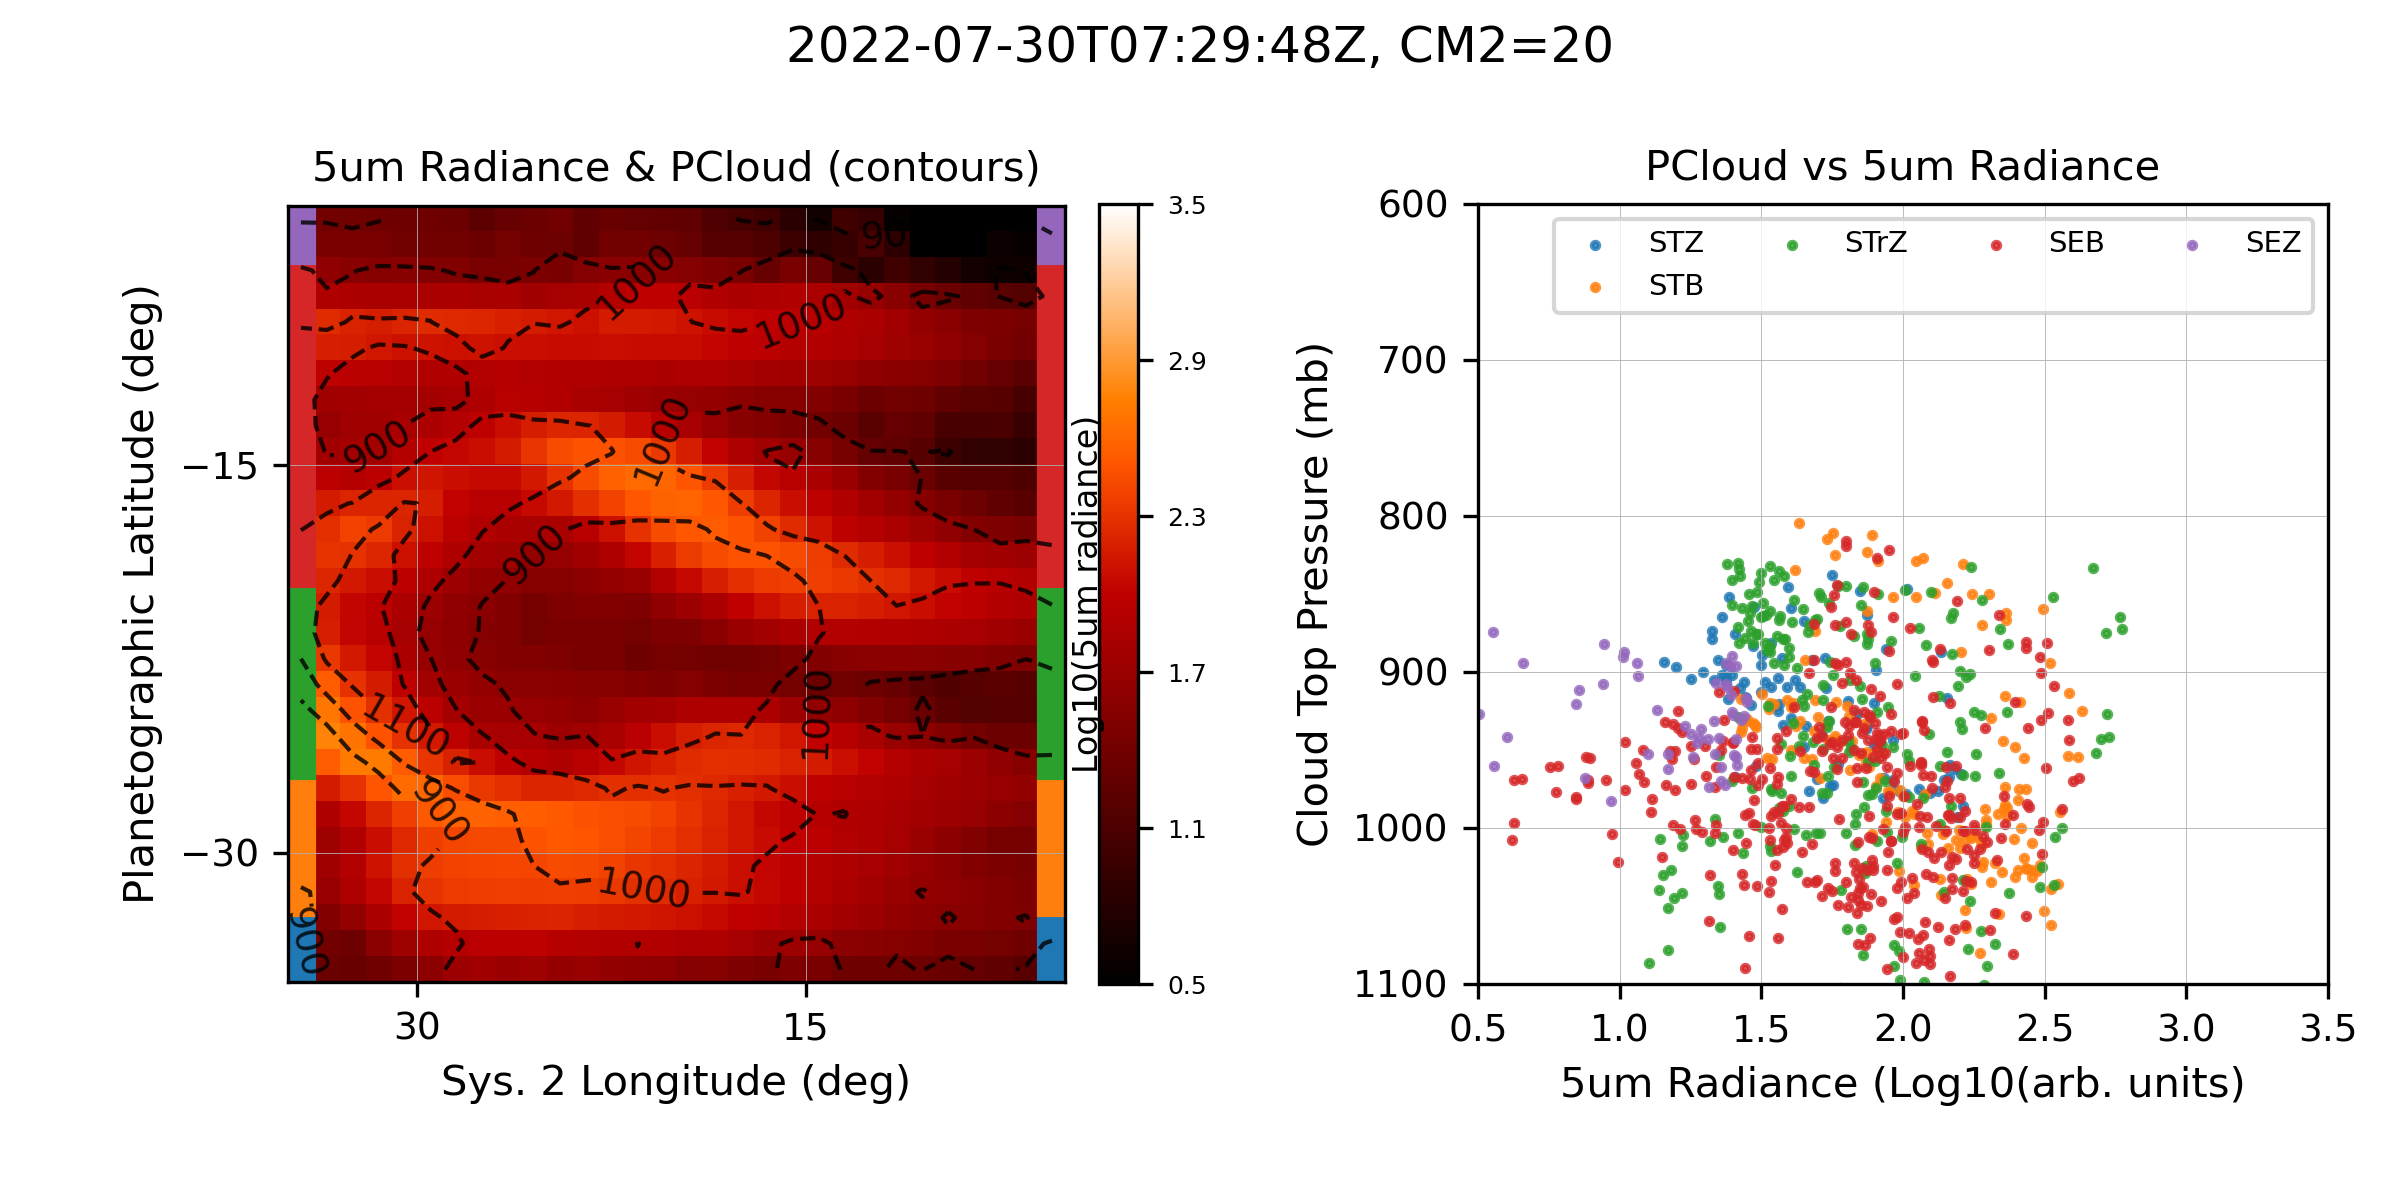 2022-07-30T07:29:48Z, CM2=20
5um Radiance & PCloud (contours)
Planetographic Latitude (deg)
−15
−30
30
15
Sys. 2 Longitude (deg)
90
1000
1000
900
1000
900
1100
1000
900
1000
900
Log10(5um radiance)
3.5
2.9
2.3
1.7
1.1
0.5
PCloud vs 5um Radiance
STZ
STrZ
SEB
SEZ
STB
Cloud Top Pressure (mb)
600
700
800
900
1000
1100
0.5
1.0
1.5
2.0
2.5
3.0
3.5
5um Radiance (Log10(arb. units)